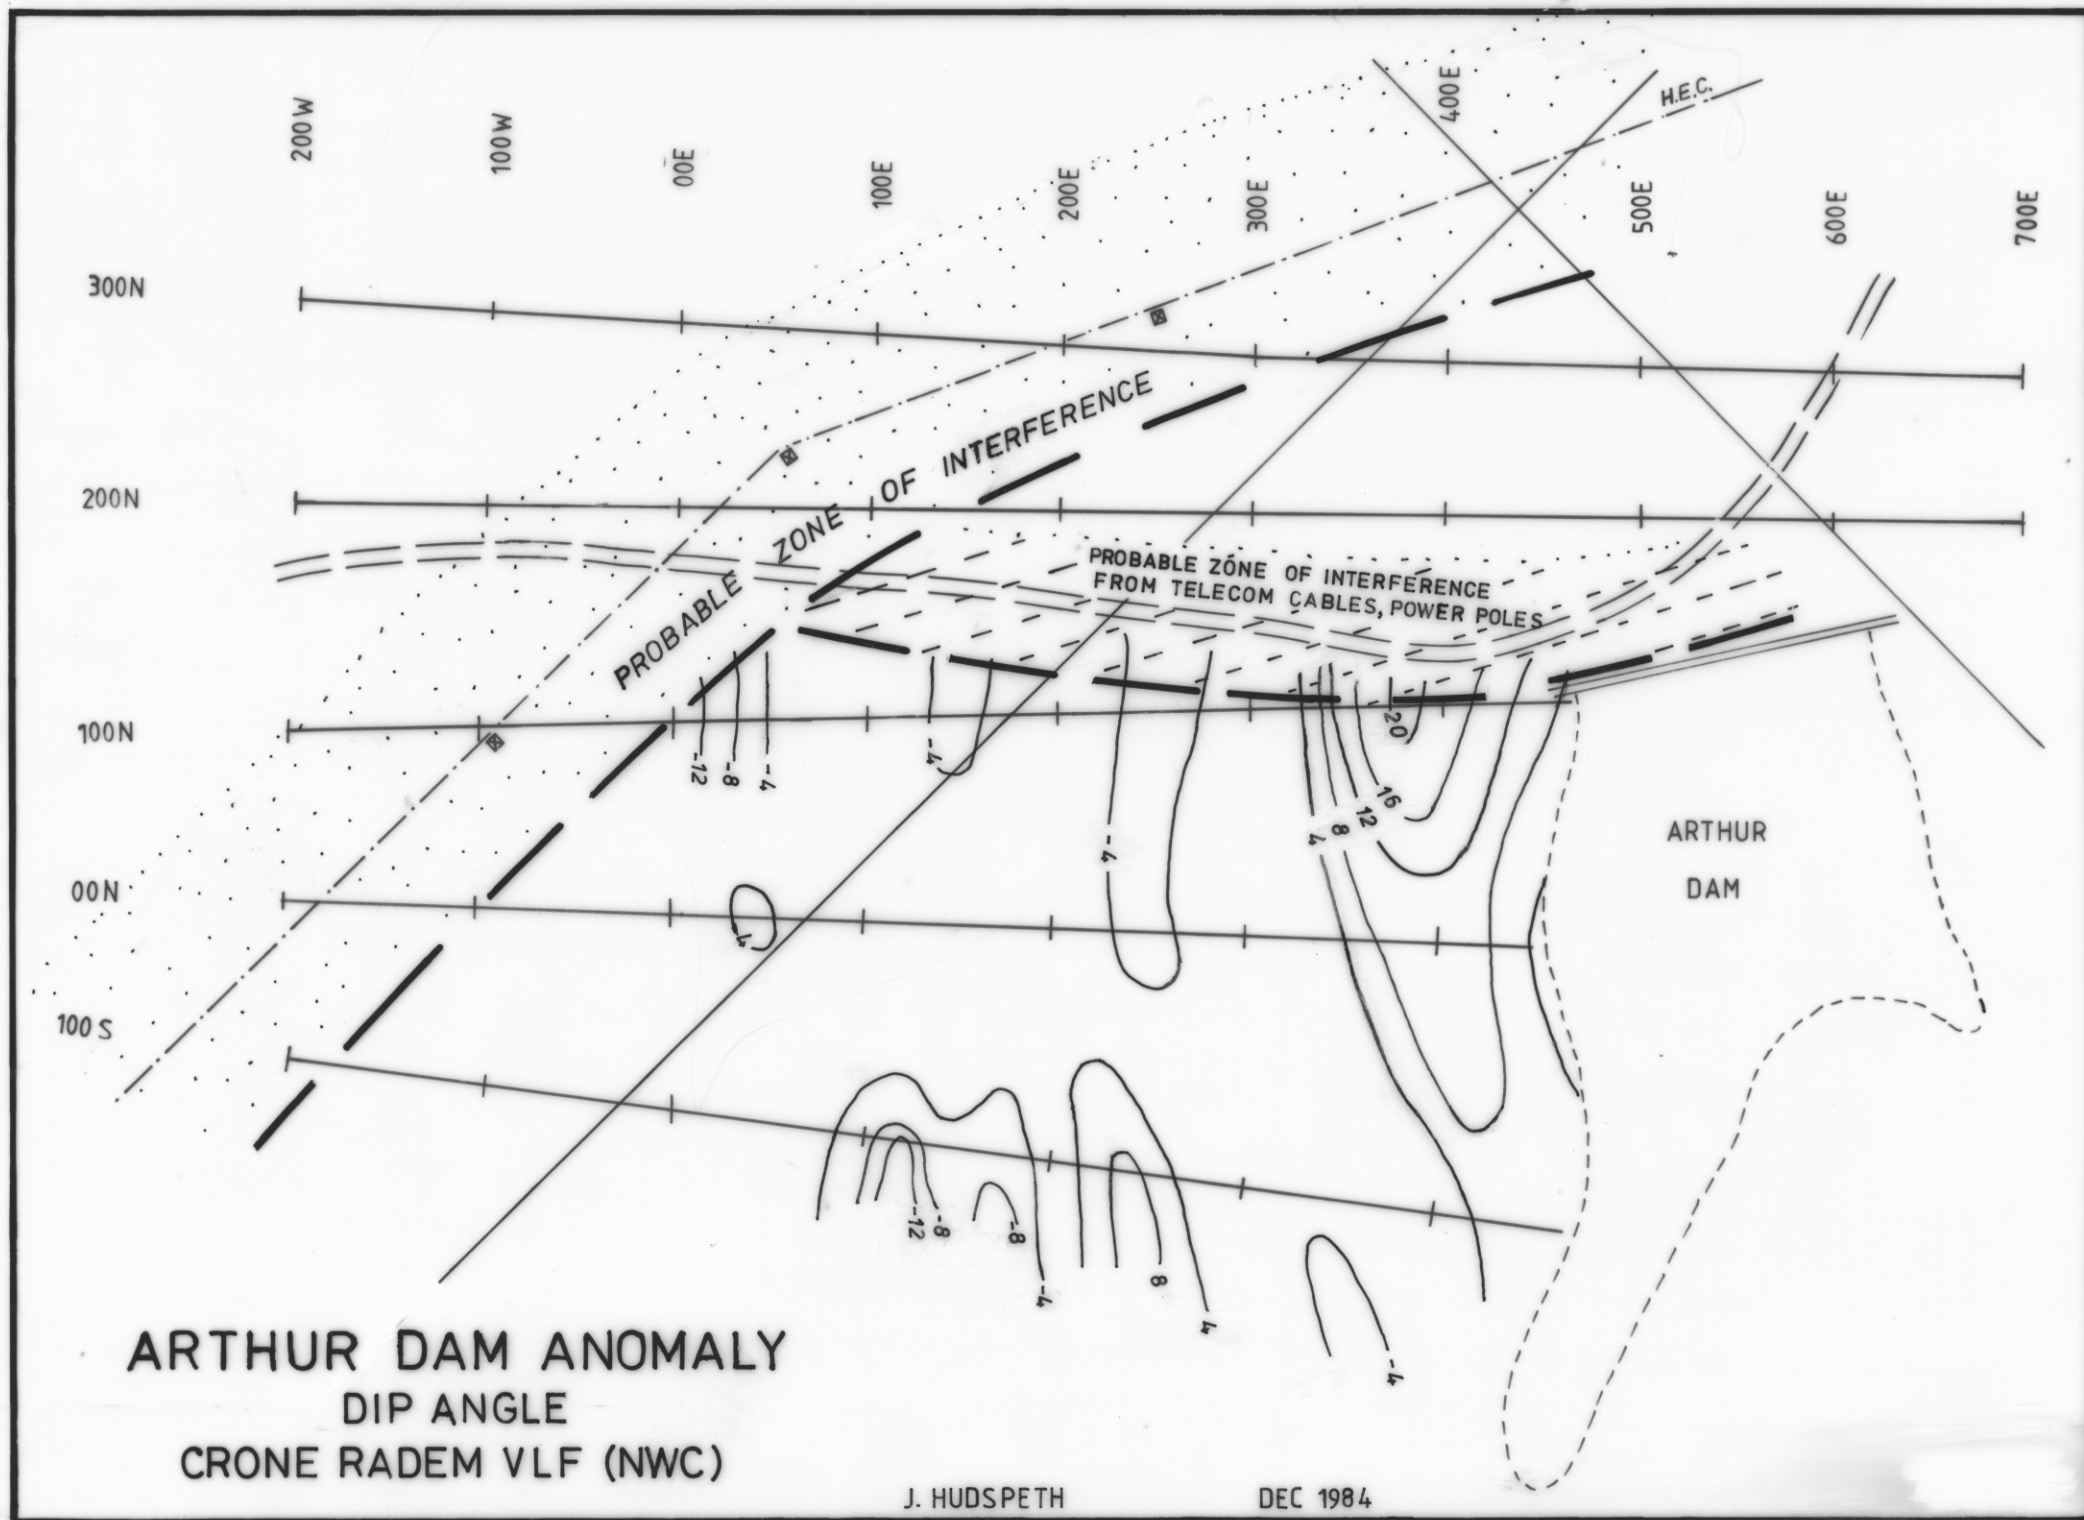 200W
100W
00E
100E
200E
300E
400E
500E
600E
700E
H.E.C.
300N
200N
100N
00N
100S
PROBABLE ZONE OF INTERFERENCE
PROBABLE ZONE OF INTERFERENCE
FROM TELECOM CABLES, POWER POLES
-12
-8
-4
-4
-4
4
8
12
16
20
4
-12
-8
-8
-4
8
4
-4
ARTHUR
DAM
ARTHUR DAM ANOMALY
DIP ANGLE
CRONE RADEM VLF (NWC)
J. HUDSPETH
DEC 1984